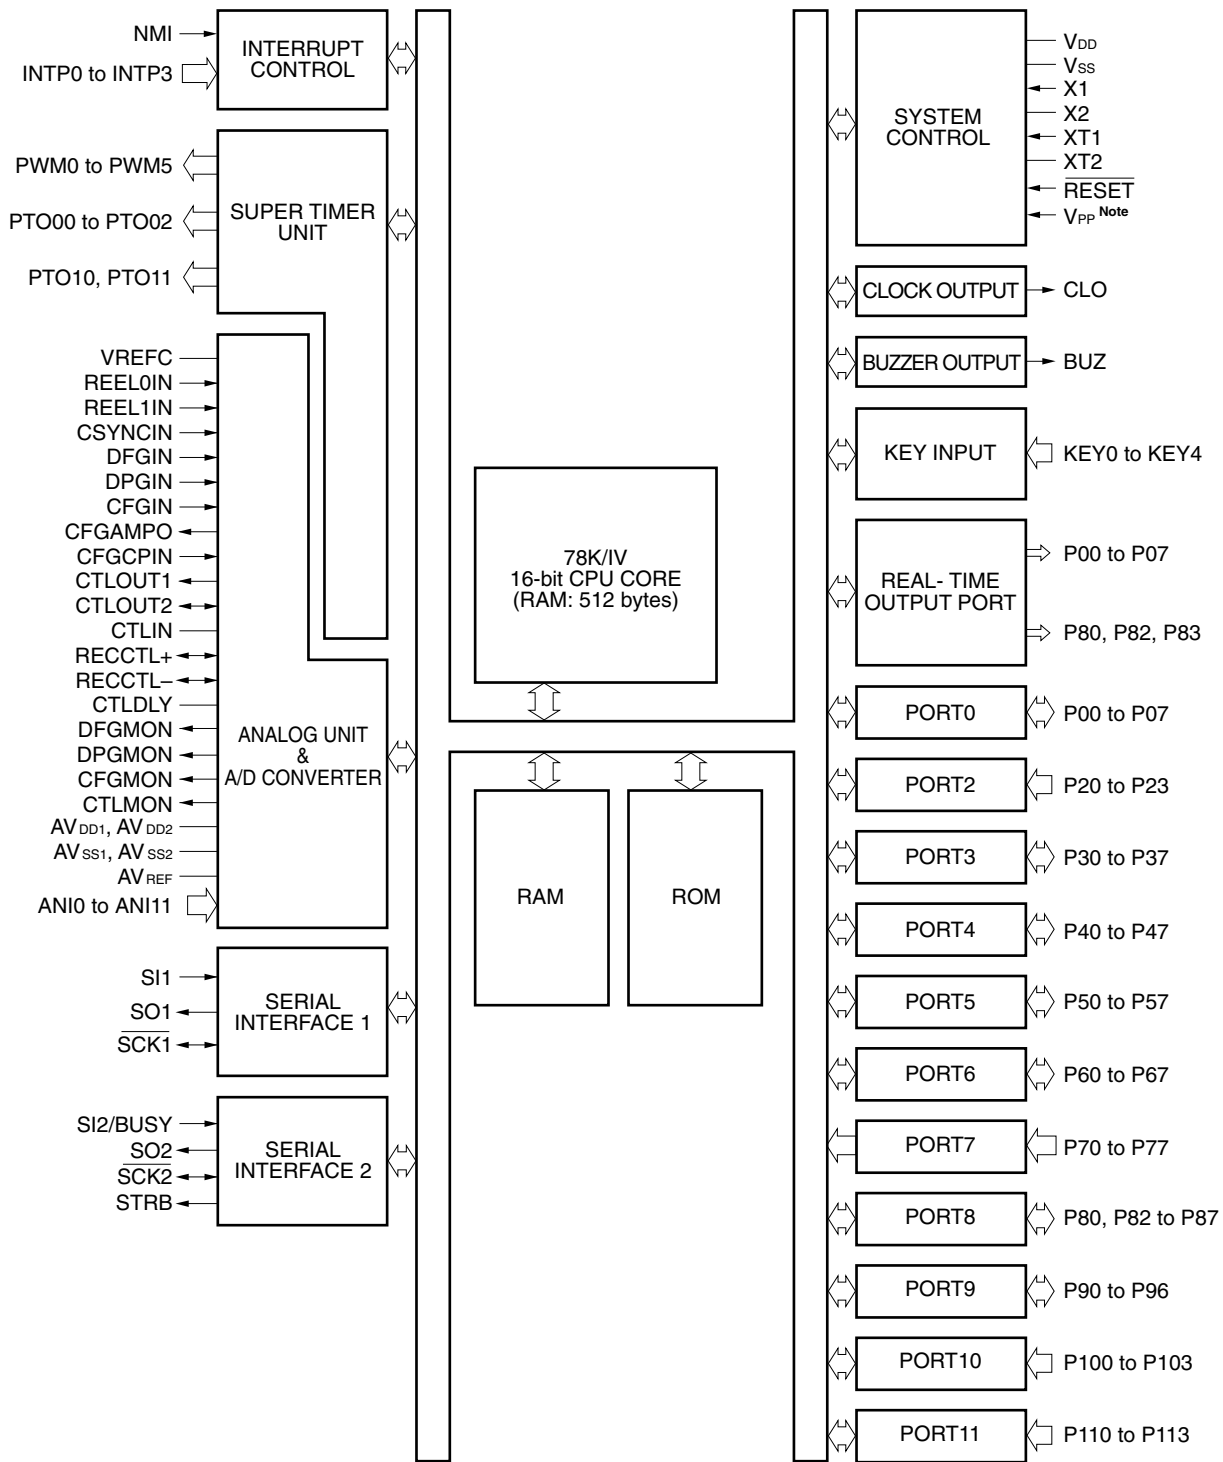 NMI
INTP0 to INTP3
INTERRUPT
CONTROL
PWM0 to PWM5
PTO00 to PTO02
PTO10, PTO11
SUPER TIMER
UNIT
VREFC
REEL0IN
REEL1IN
CSYNCIN
DFGIN
DPGIN
CFGIN
CFGAMPO
CFGCPIN
CTLOUT1
CTLOUT2
CTLIN
RECCTL+
RECCTL–
CTLDLY
DFGMON
DPGMON
CFGMON
CTLMON
AVDD1, AVDD2
AVSS1, AVSS2
AVREF
ANI0 to ANI11
ANALOG UNIT
&
A/D CONVERTER
SI1
SO1
SCK1
SERIAL
INTERFACE 1
SI2/BUSY
SO2
SCK2
STRB
SERIAL
INTERFACE 2
78K/IV
16-bit CPU CORE
(RAM: 512 bytes)
RAM
ROM
SYSTEM
CONTROL
VDD
VSS
X1
X2
XT1
XT2
RESET
VPP Note
CLOCK OUTPUT
CLO
BUZZER OUTPUT
BUZ
KEY INPUT
KEY0 to KEY4
REAL- TIME
OUTPUT PORT
P00 to P07
P80, P82, P83
PORT0
P00 to P07
PORT2
P20 to P23
PORT3
P30 to P37
PORT4
P40 to P47
PORT5
P50 to P57
PORT6
P60 to P67
PORT7
P70 to P77
PORT8
P80, P82 to P87
PORT9
P90 to P96
PORT10
P100 to P103
PORT11
P110 to P113